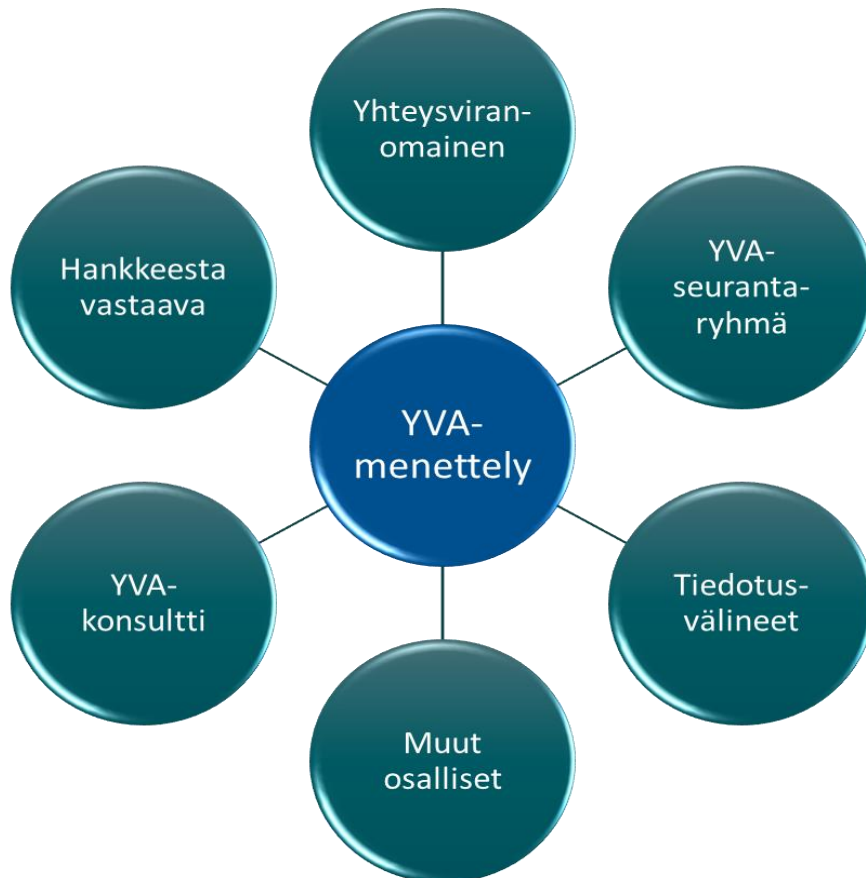 Yhteysviran-
omainen
YVA-
seuranta-
ryhmä
Tiedotus-
välineet
Muut
osalliset
YVA-
konsultti
Hankkeesta
vastaava
YVA-
menettely